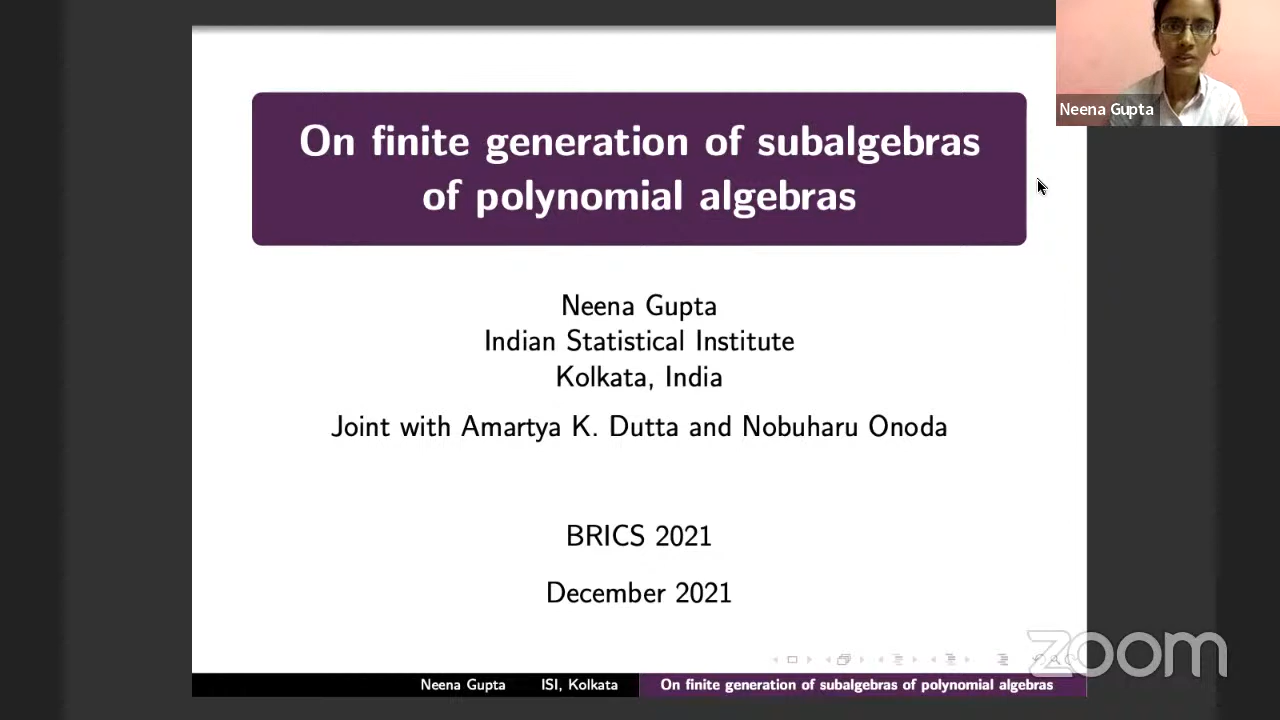 On finite generation of subalgebras
of polynomial algebras
Neena Gupta
Neena Gupta
Indian Statistical Institute
Kolkata, India
Joint with Amartya K. Dutta and Nobuharu Onoda
BRICS 2021
December 2021
zoom
Neena Gupta ISI, Kolkata On finite generation of subalgebras of polynomial algebras